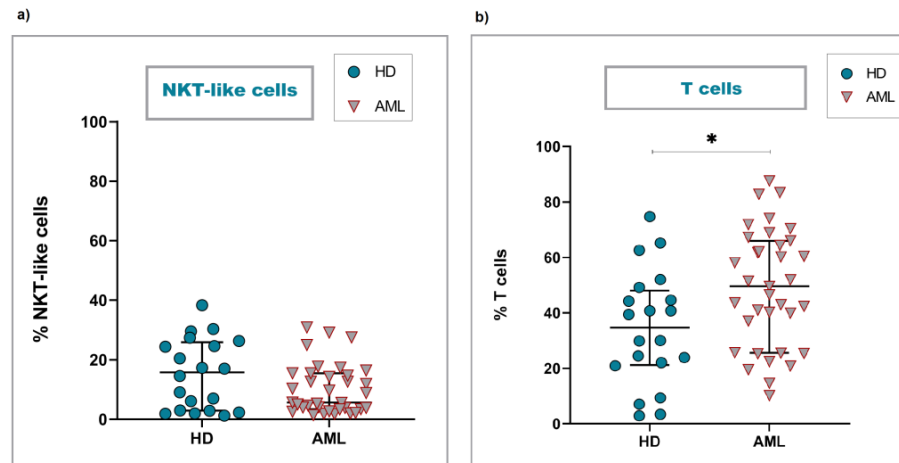 a)
NKT-like cells
HD
AML
% NKT-like cells
100
80
60
40
20
0
HD
AML
b)
T cells
HD
AML
*
% T cells
100
80
60
40
20
0
HD
AML